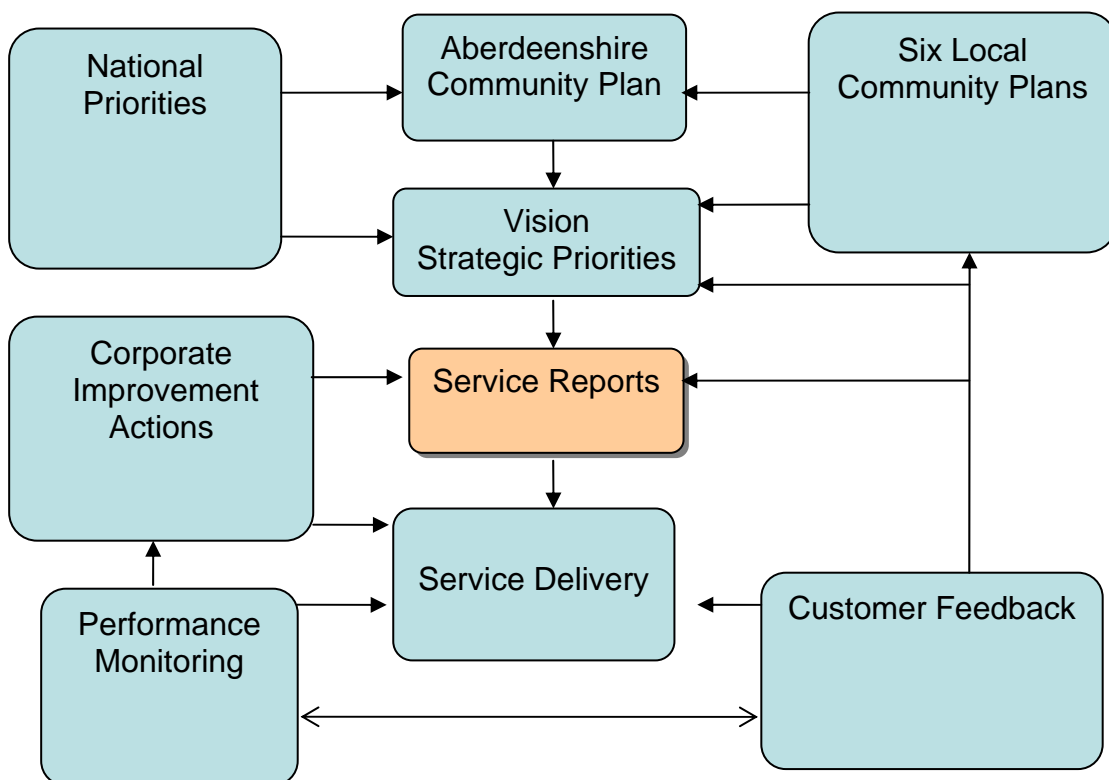 National
Priorities
Aberdeenshire
Community Plan
Six Local
Community Plans
Vision
Strategic Priorities
Corporate
Improvement
Actions
Service Reports
Service Delivery
Performance
Monitoring
Customer Feedback